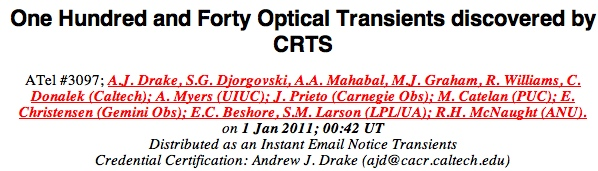 One Hundred and Forty Optical Transients discovered by
CRTS
ATel #3097; A.J. Drake, S.G. Djorgovski, A.A. Mahabal, M.J. Graham, R. Williams, C.
Donalek (Caltech); A. Myers (UIUC); J. Prieto (Carnegie Obs); M. Catelan (PUC); E.
Christensen (Gemini Obs); E.C. Beshore, S.M. Larson (LPL/UA); R.H. McNaught (ANU).
on 1 Jan 2011; 00:42 UT
Distributed as an Instant Email Notice Transients
Credential Certification: Andrew J. Drake (ajd@cacr.caltech.edu)